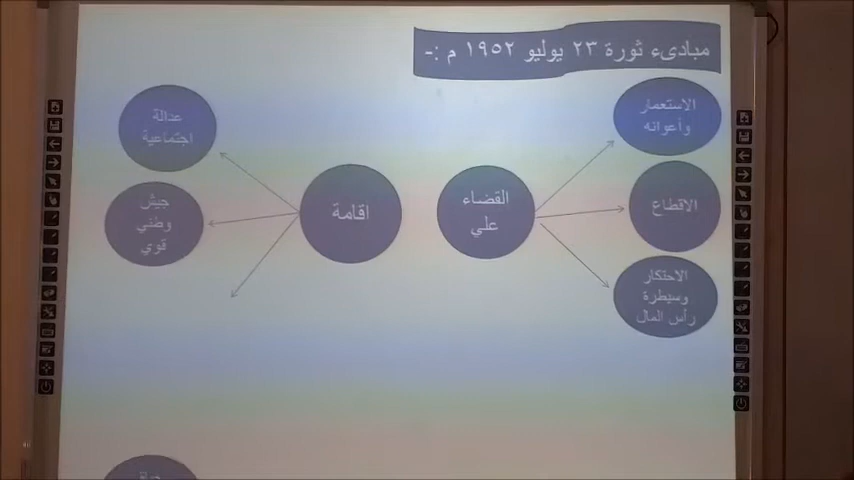 مبادىء ثورة ٢٣ يوليو ١٩٥٢ م :-
القضاء
علي
الاستعمار
وأعوانه
الاقطاع
الاحتكار
وسيطرة
رأس المال
اقامة
عدالة
اجتماعية
جيش
وطني
قوي